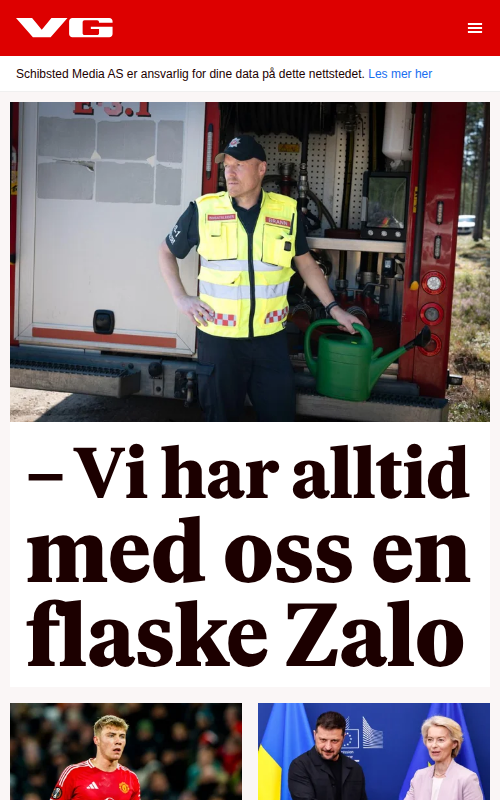 VG
Schibsted Media AS er ansvarlig for dine data på dette nettstedet. Les mer her
BRANN
– Vi har alltid
med oss en
flaske Zalo